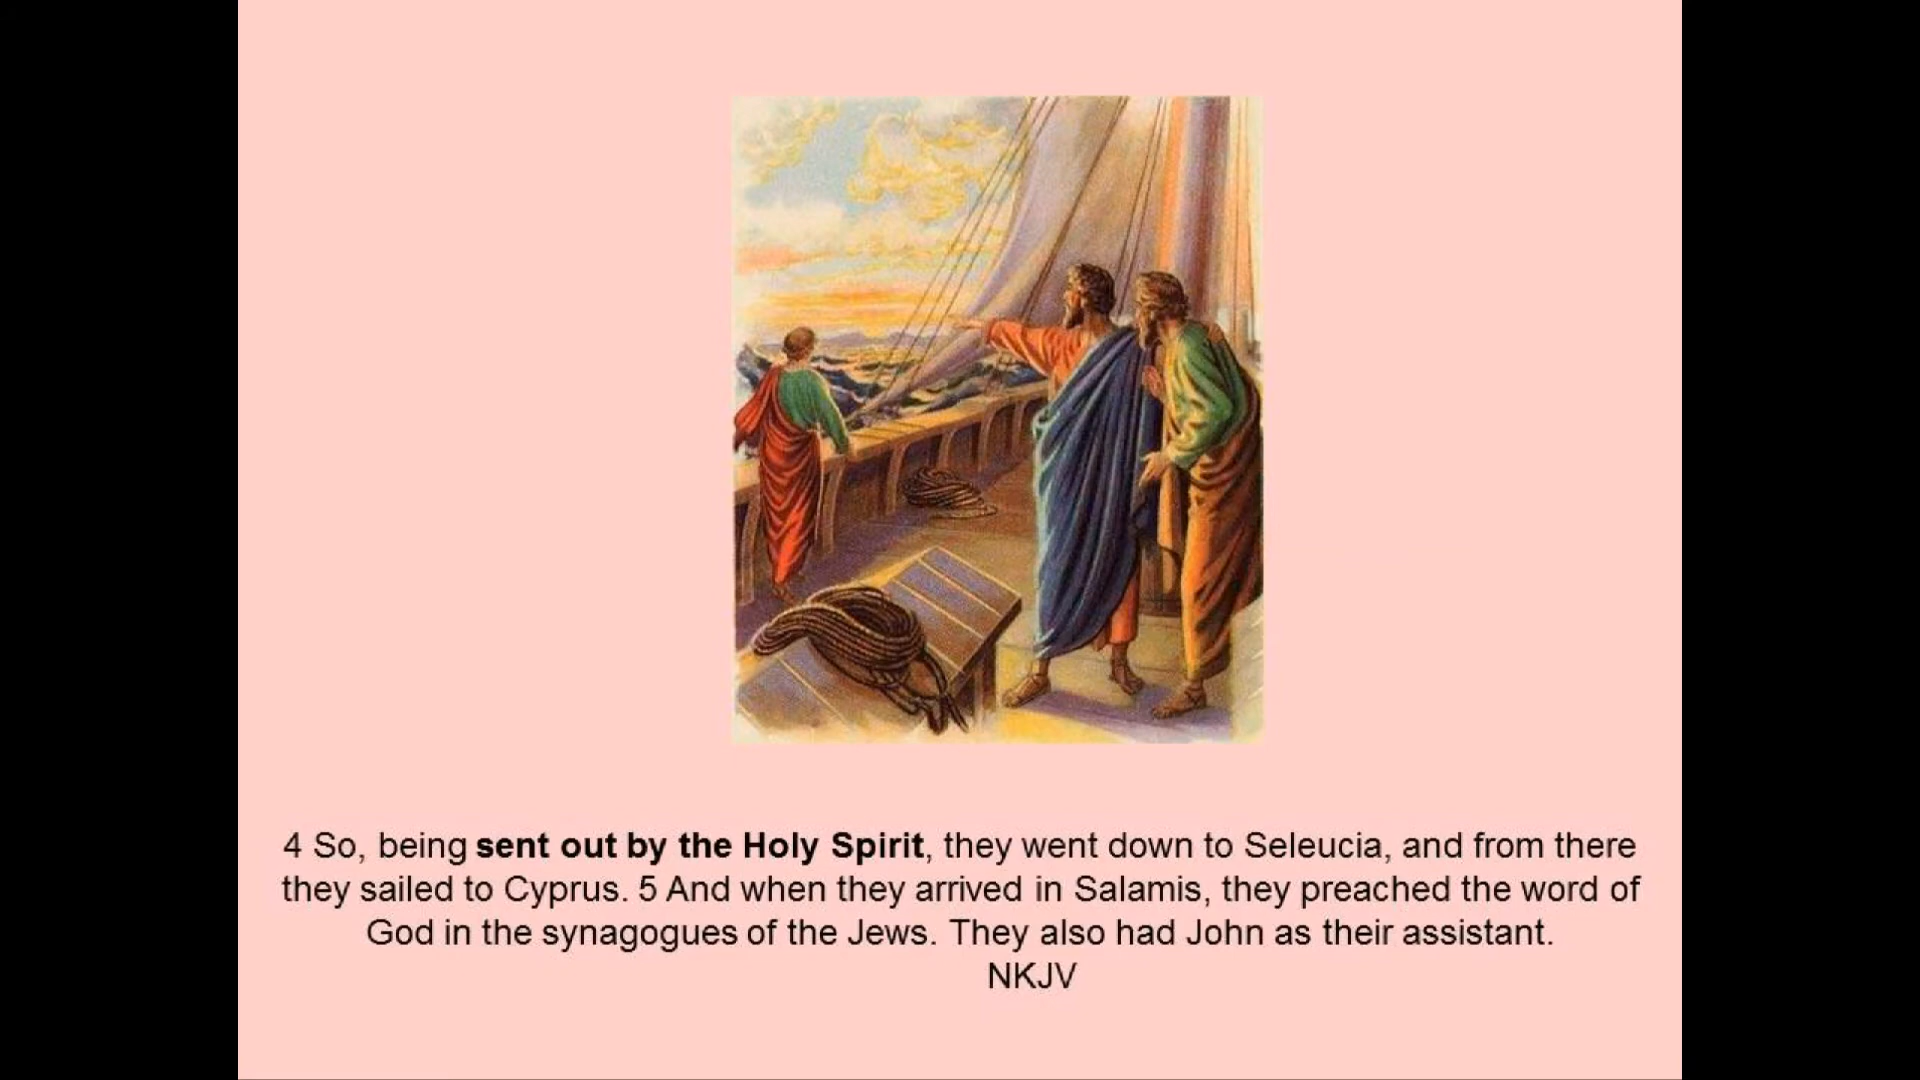 4 So, being sent out by the Holy Spirit, they went down to Seleucia, and from there
they sailed to Cyprus. 5 And when they arrived in Salamis, they preached the word of
God in the synagogues of the Jews. They also had John as their assistant.
NKJV